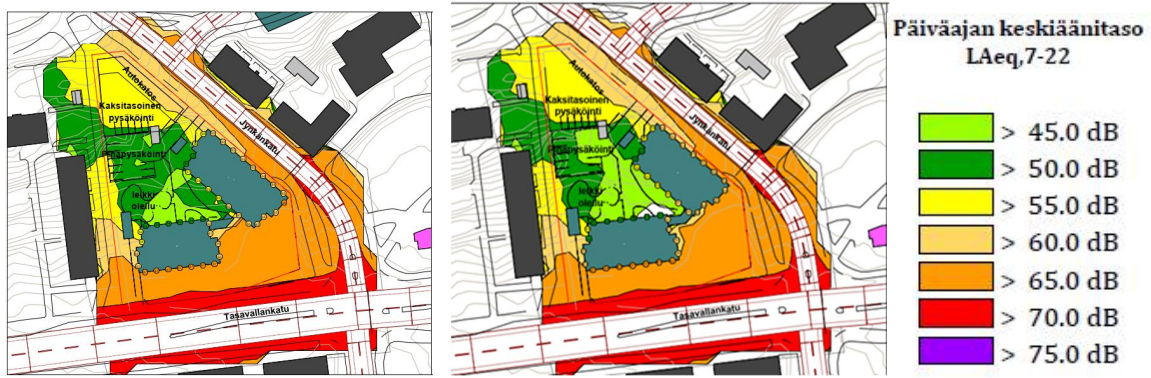 Autokatos
Kaksitasoinen
pysäköinti
Pihapysäköinti
leikki
oleilu
Jynkänkatu
Tasavallankatu
Autokatos
Kaksitasoinen
pysäköinti
Pihapysäköinti
leikki
oleilu
Jynkänkatu
Tasavallankatu
Päiväajan keskiäänitaso
LAeq,7-22
> 45.0 dB
> 50.0 dB
> 55.0 dB
> 60.0 dB
> 65.0 dB
> 70.0 dB
> 75.0 dB